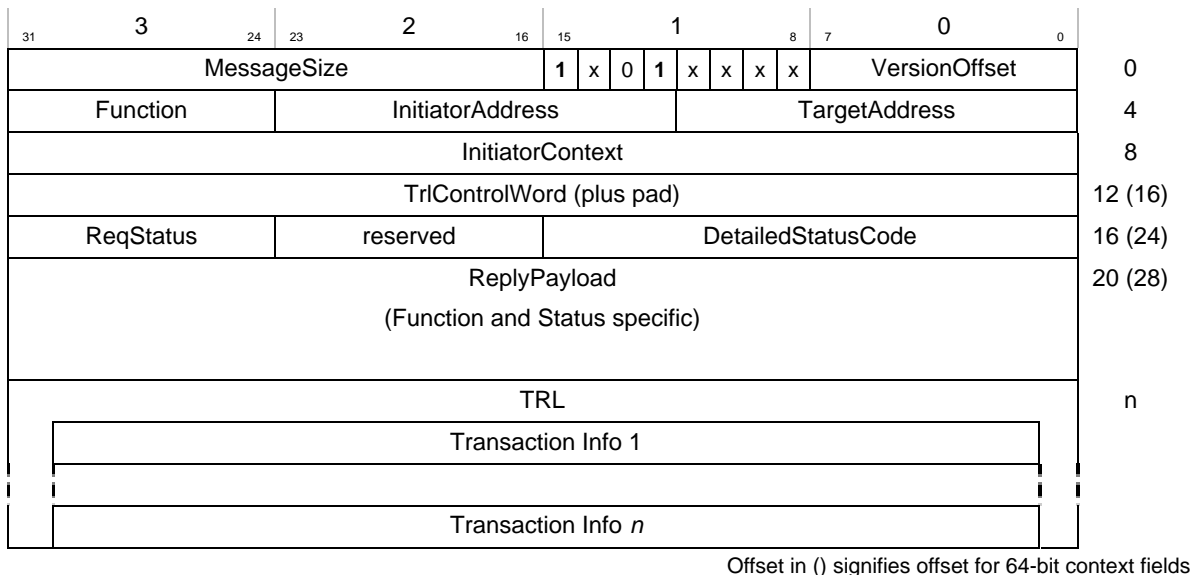 3 2 1 0
31 24 23 16 15 8 7 0
MessageSize 1 x 0 1 x x x x VersionOffset 0
Function InitiatorAddress TargetAddress 4
InitiatorContext 8
TrlControlWord (plus pad) 12 (16)
ReqStatus reserved DetailedStatusCode 16 (24)
ReplyPayload 20 (28)
(Function and Status specific)
TRL n
Transaction Info 1
Transaction Info n
Offset in () signifies offset for 64-bit context fields